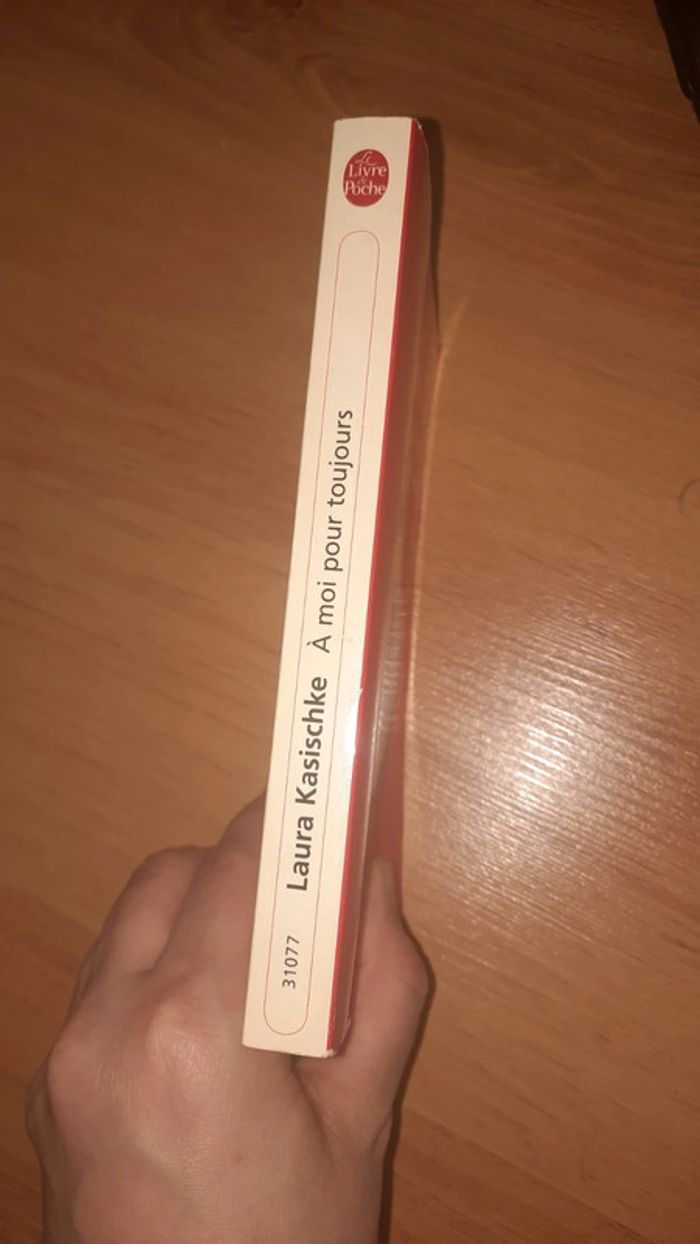 Le
Livre
de
Poche
À moi pour toujours
Laura Kasischke
31077